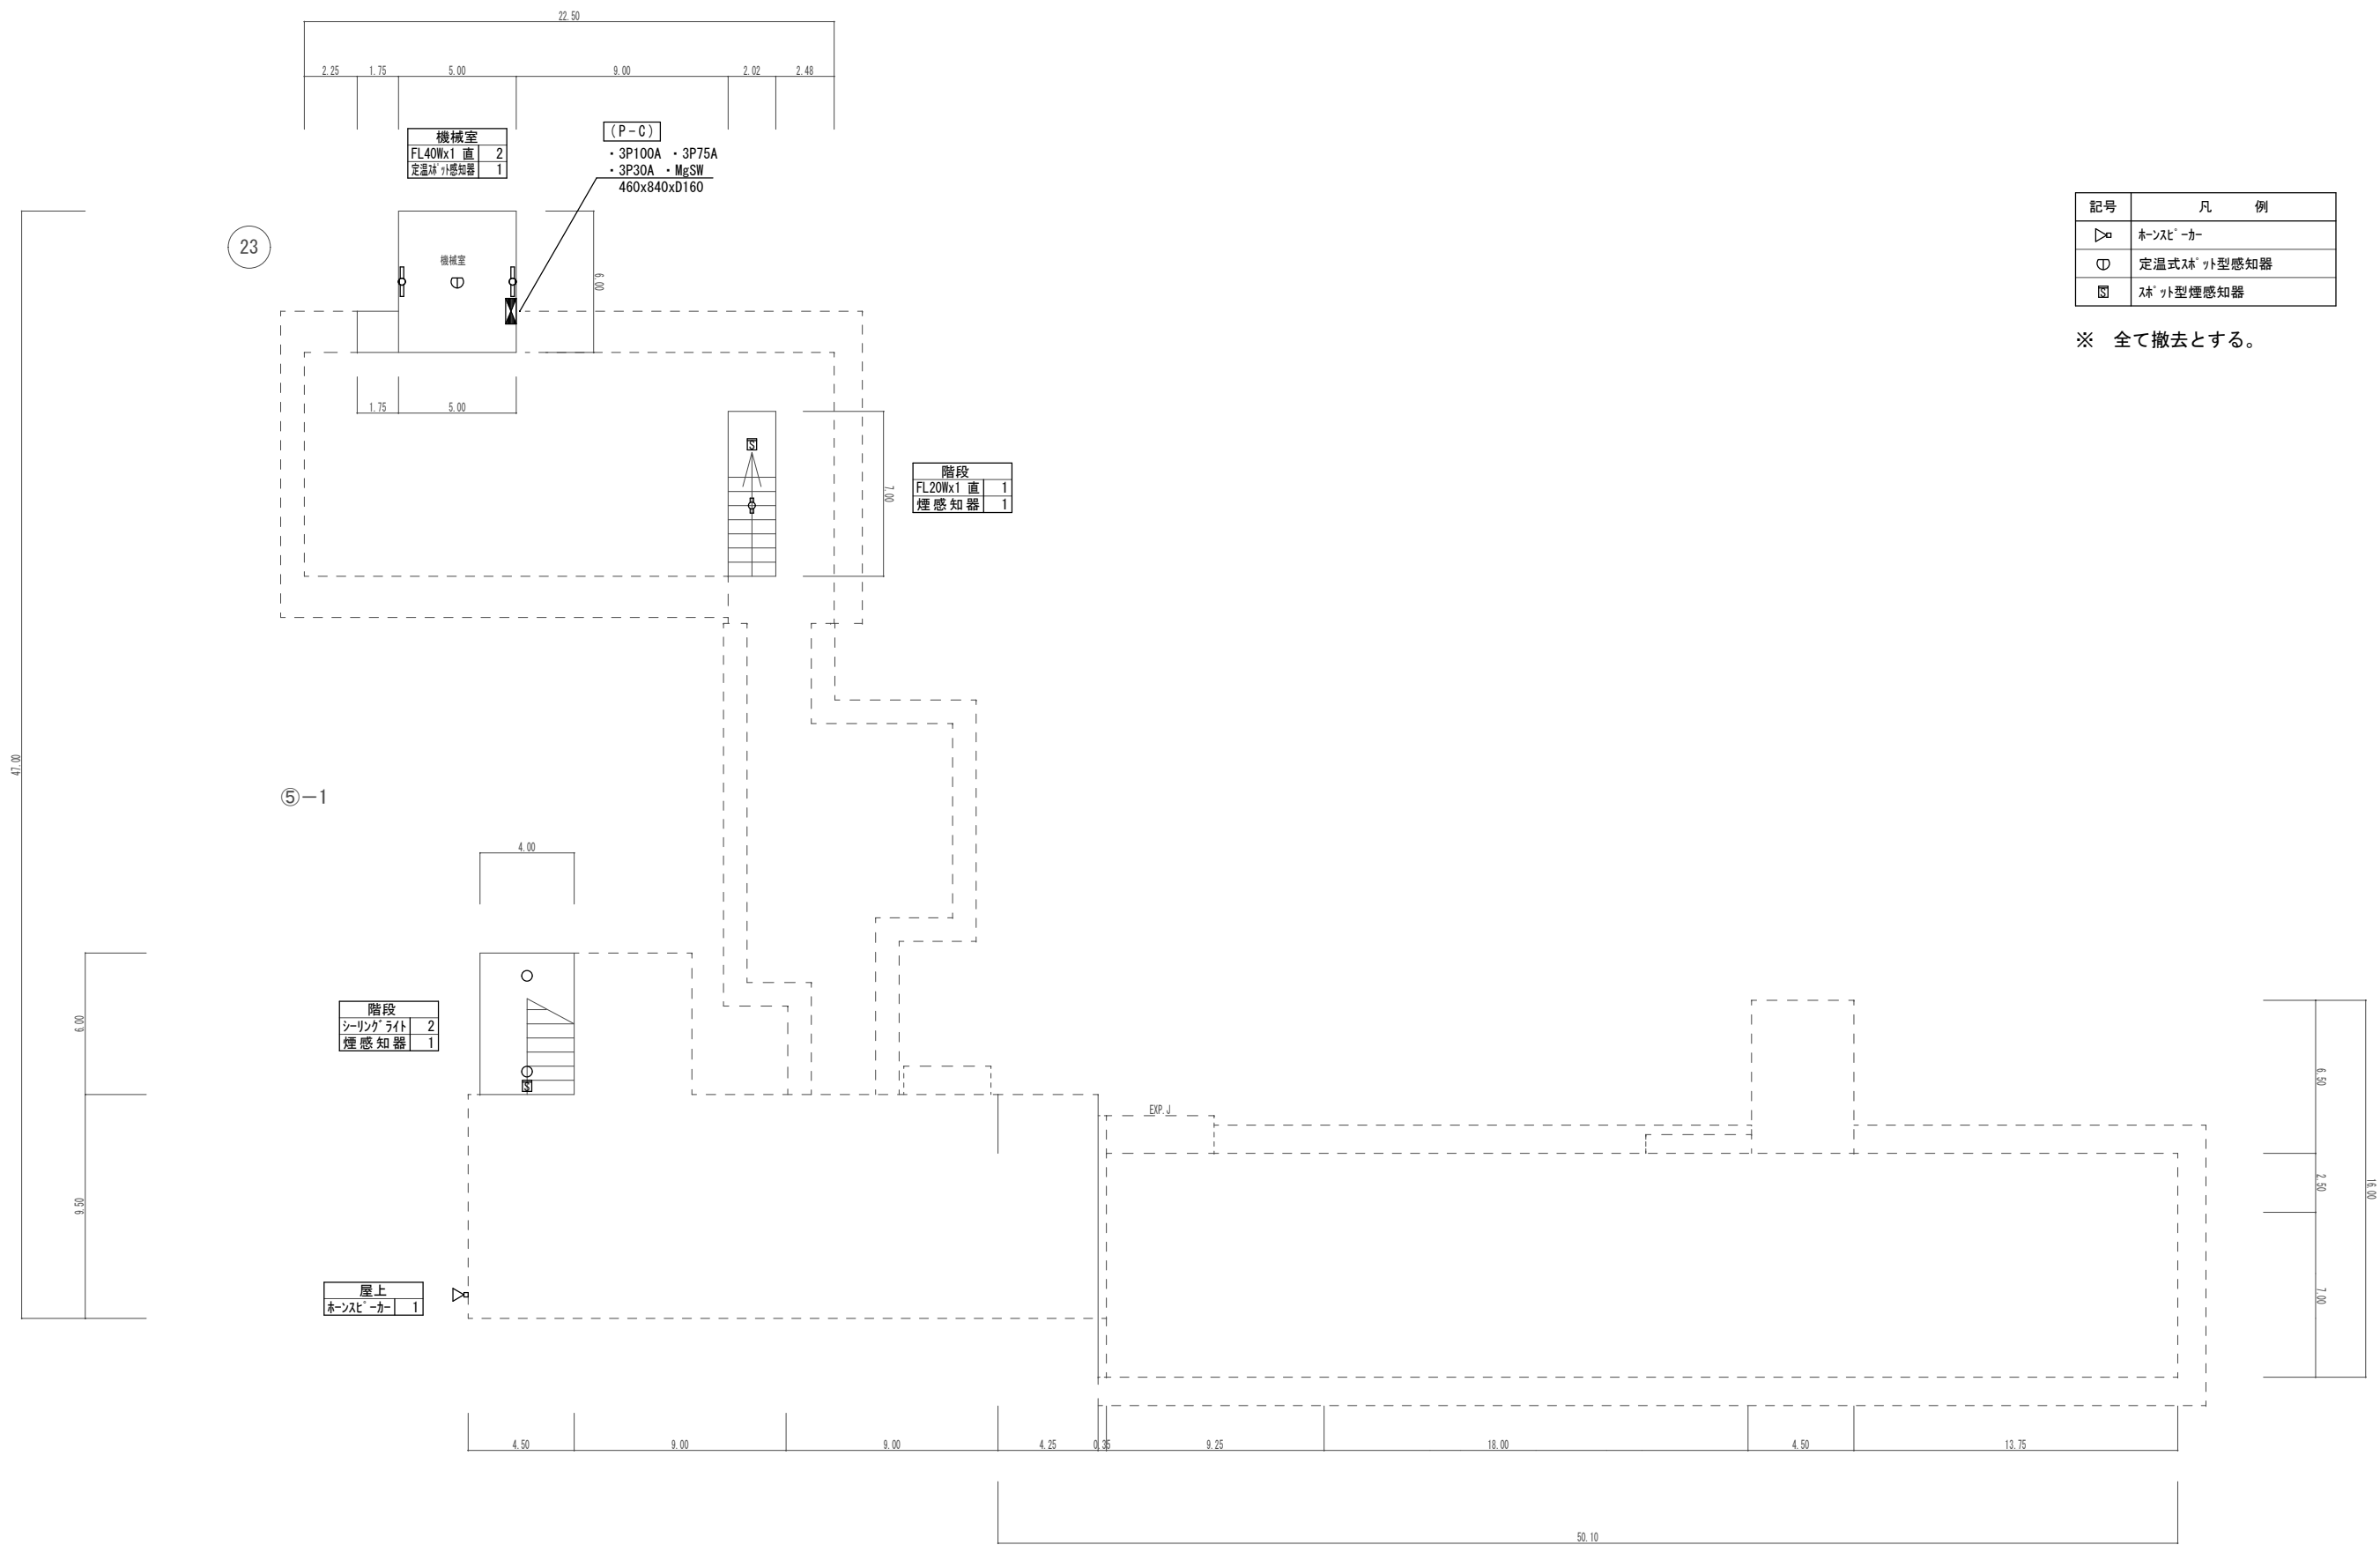 22.50
2.25 1.75 5.00 9.00 2.02 2.48
機械室
FL40Wx1 直 2
定温ｽﾎﾟｯﾄ感知器 1
(P-C)
・3P100A ・3P75A
・3P30A ・MgSW
460x840xD160
記号 凡 例
ﾎｰﾝｽﾋﾟｰｶｰ
定温式ｽﾎﾟｯﾄ型感知器
S ｽﾎﾟｯﾄ型煙感知器
※ 全て撤去とする。
23
機械室
6.00
1.75 5.00
S
7.00
階段
FL20Wx1 直 1
煙感知器 1
47.00
⑤－1
4.00
6.00
階段
ｼｰﾘﾝｸﾞﾗｲﾄ 2
煙感知器 1
S
EXP.J
6.50
2.50
16.00
9.50
7.00
屋上
ﾎｰﾝｽﾋﾟｰｶｰ 1
4.50 9.00 9.00 4.25 0.35 9.25 18.00 4.50 13.75
50.10